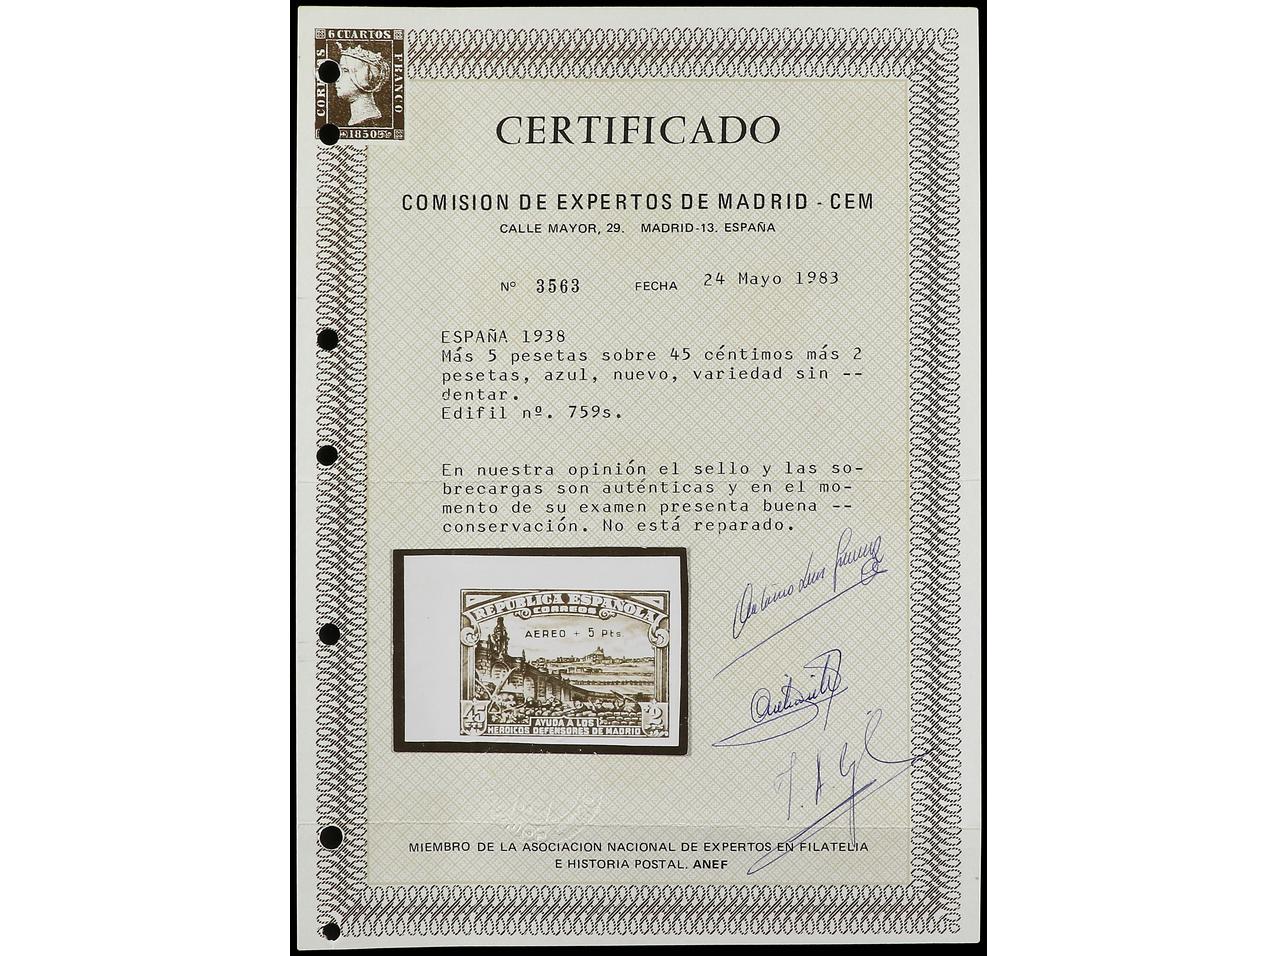 6 CUARTOS
CORREOS
FRANCO
1850
CERTIFICADO
COMISION DE EXPERTOS DE MADRID - CEM
CALLE MAYOR, 29. MADRID-13. ESPAÑA
Nº 3563 FECHA 24 Mayo 1983
ESPAÑA 1938
Más 5 pesetas sobre 45 céntimos más 2
pesetas, azul, nuevo, variedad sin --
dentar.
Edifil nº. 759s.
En nuestra opinión el sello y las so-
brecargas son auténticas y en el mo-
mento de su examen presenta buena --
conservación. No está reparado.
REPUBLICA ESPAÑOLA
CORREOS
AEREO + 5 Pts.
45 2
AYUDA A LOS
HEROICOS DEFENSORES DE MADRID
MIEMBRO DE LA ASOCIACION NACIONAL DE EXPERTOS EN FILATELIA
E HISTORIA POSTAL. ANEF